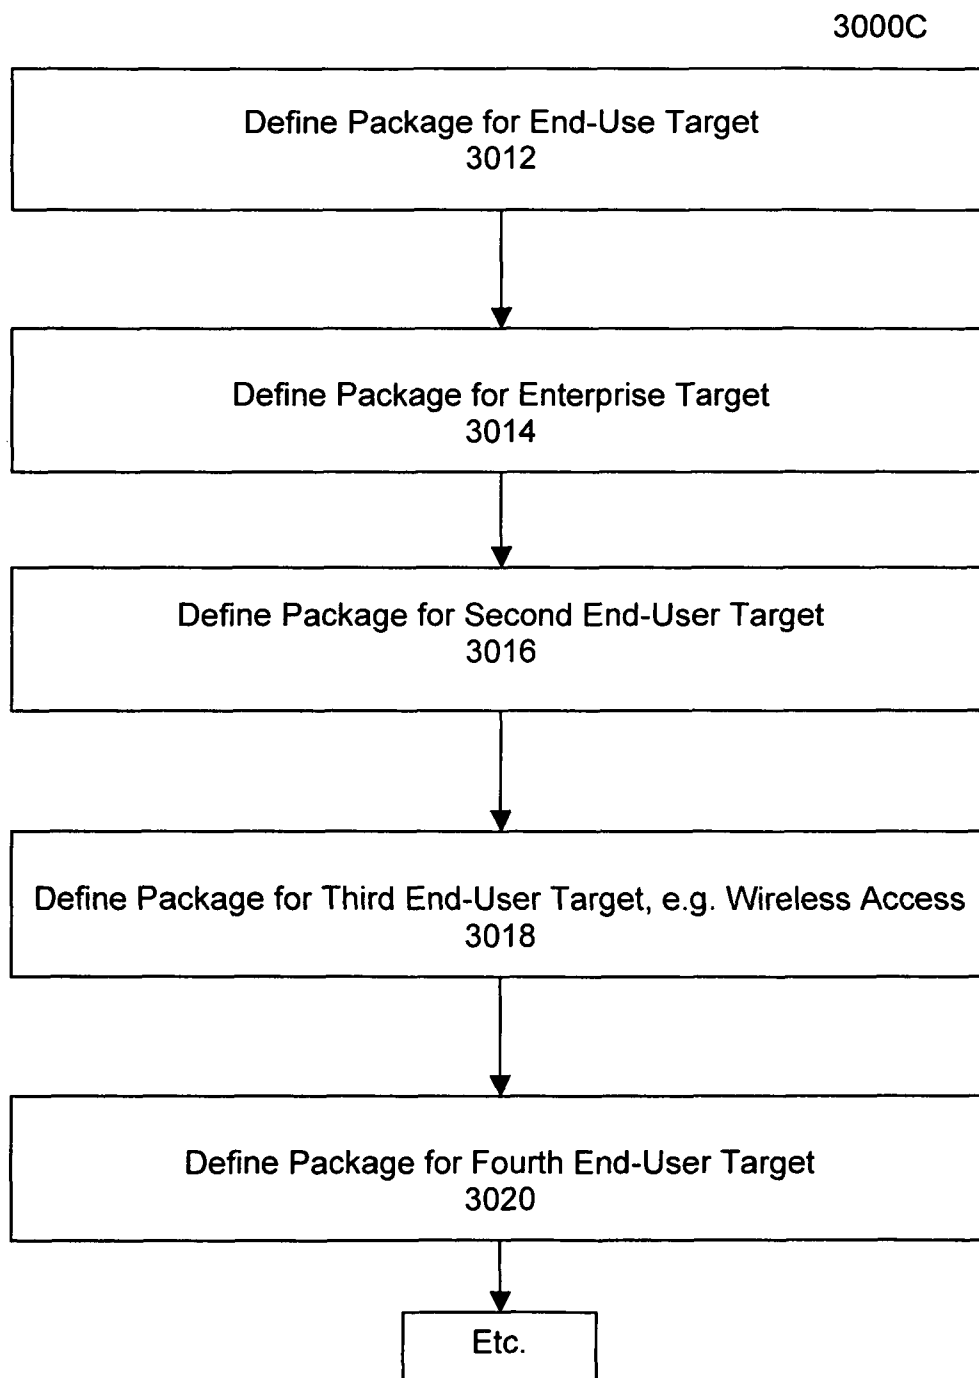 3000C
Define Package for End-Use Target
3012
Define Package for Enterprise Target
3014
Define Package for Second End-User Target
3016
Define Package for Third End-User Target, e.g. Wireless Access
3018
Define Package for Fourth End-User Target
3020
Etc.